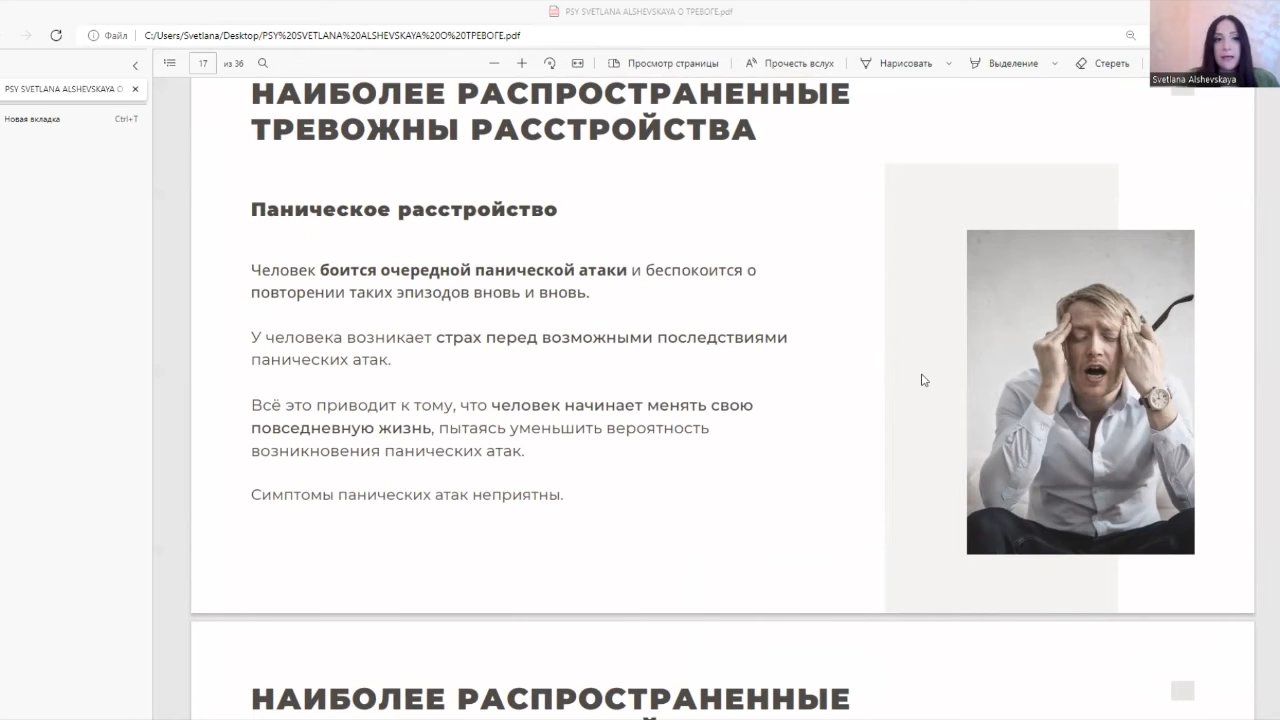 PSY SVETLANA ALSHEVSKAYA О ТРЕВОГЕ.pdf
Файл
C:/Users/Svetlana/Desktop/PSY%20SVETLANA%20ALSHEVSKAYA%20О%20ТРЕВОГЕ.pdf
Svetlana Alshevskaya
17 из 36
Просмотр страницы
Прочесть вслух
Нарисовать
Выделение
Стереть
PSY SVETLANA ALSHEVSKAYA О
Новая вкладка Ctrl+T
НАИБОЛЕЕ РАСПРОСТРАНЕННЫЕ
ТРЕВОЖНЫ РАССТРОЙСТВА
Паническое расстройство
Человек боится очередной панической атаки и беспокоится о
повторении таких эпизодов вновь и вновь.
У человека возникает страх перед возможными последствиями
панических атак.
Всё это приводит к тому, что человек начинает менять свою
повседневную жизнь, пытаясь уменьшить вероятность
возникновения панических атак.
Симптомы панических атак неприятны.
НАИБОЛЕЕ РАСПРОСТРАНЕННЫЕ